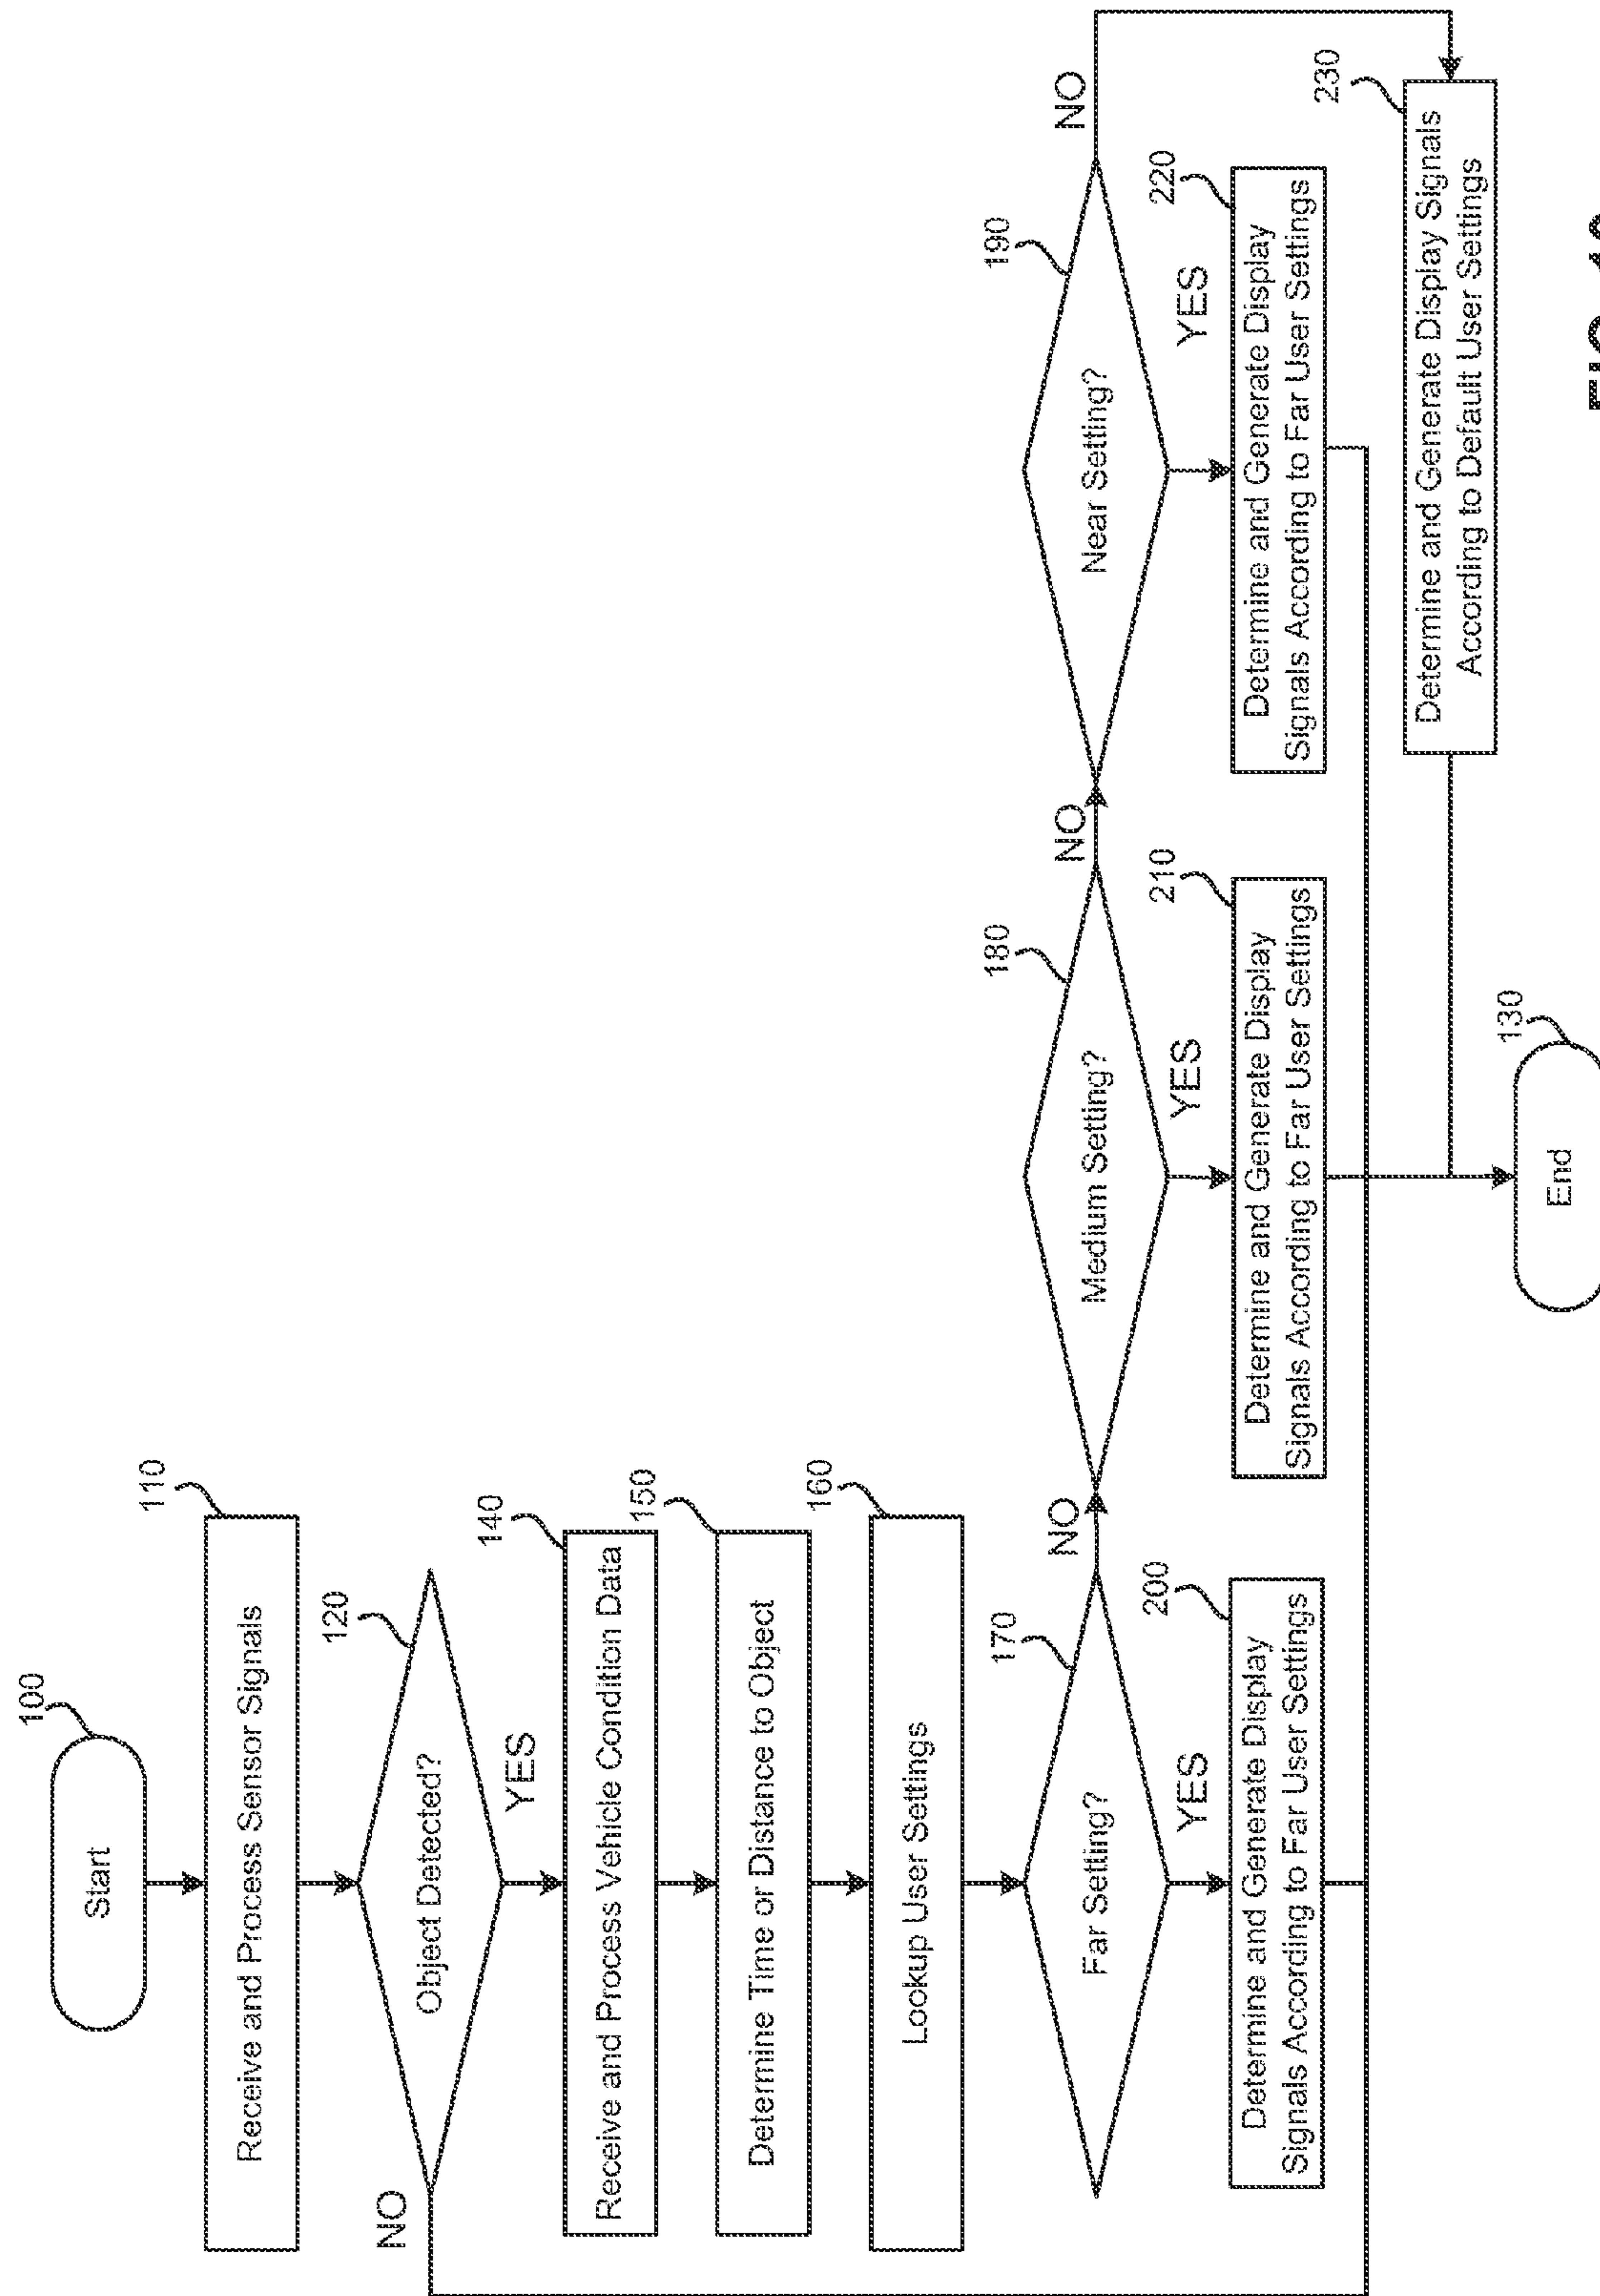 100
Start
110
Receive and Process Sensor Signals
120
Object Detected?
NO
YES
140
Receive and Process Vehicle Condition Data
150
Determine Time or Distance to Object
160
Lookup User Settings
170
Far Setting?
NO
YES
180
Medium Setting?
NO
YES
190
Near Setting?
NO
YES
200
Determine and Generate Display
Signals According to Far User Settings
210
Determine and Generate Display
Signals According to Far User Settings
220
Determine and Generate Display
Signals According to Far User Settings
230
Determine and Generate Display Signals
According to Default User Settings
130
End